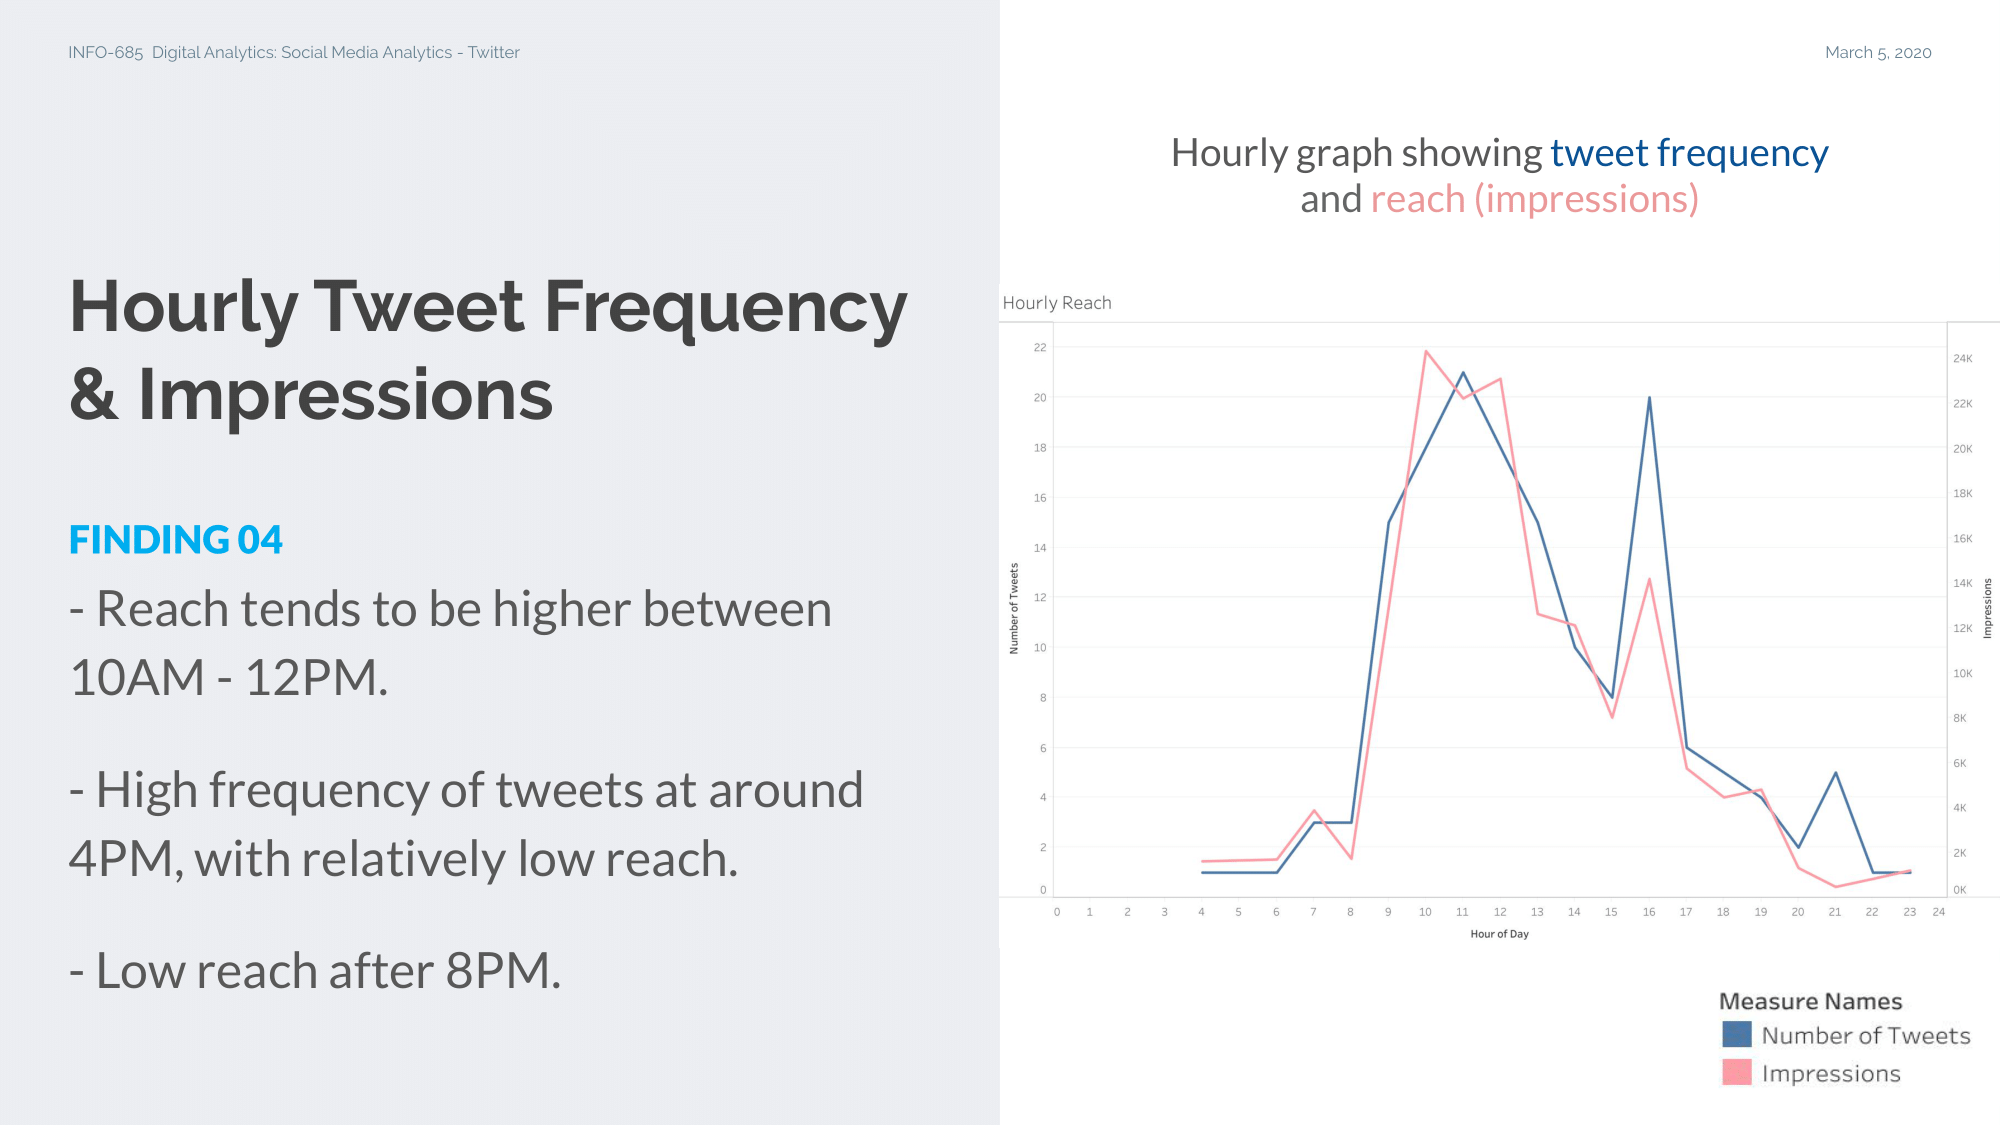 INFO-685  Digital Analytics: Social Media Analytics - Twitter
March 5, 2020
Hourly Tweet Frequency
& Impressions
FINDING 04
- Reach tends to be higher between
10AM - 12PM.
- High frequency of tweets at around
4PM, with relatively low reach.
- Low reach after 8PM.
Hourly graph showing tweet frequency
and reach (impressions)
Hourly Reach
Number of Tweets
22
20
18
16
14
12
10
8
6
4
2
0
24K
22K
20K
18K
16K
14K
12K
10K
8K
6K
4K
2K
0K
Impressions
0 1 2 3 4 5 6 7 8 9 10 11 12 13 14 15 16 17 18 19 20 21 22 23 24
Hour of Day
Measure Names
Number of Tweets
Impressions